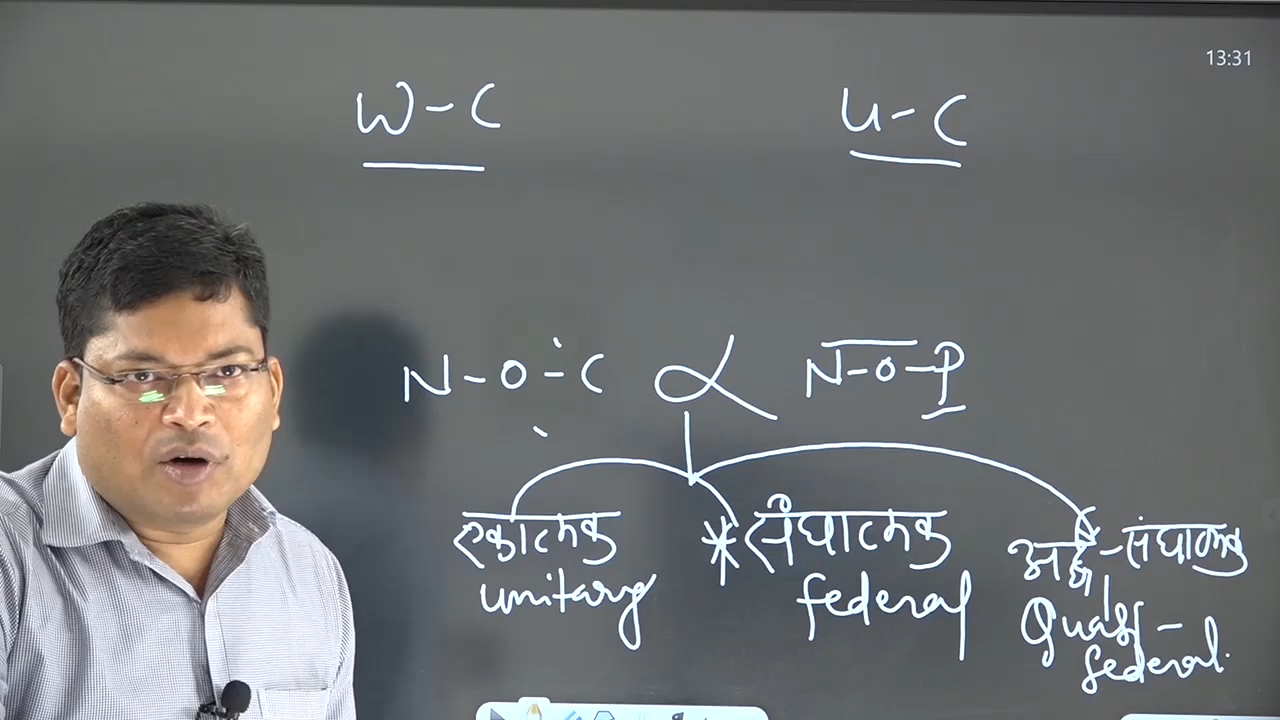 13:31
W-C
U-C
N-O-C ∝ N-O-P
एकात्मक
unitary
*संघात्मक
federal
अर्द्ध-संघात्मक
Quasi-
federal.